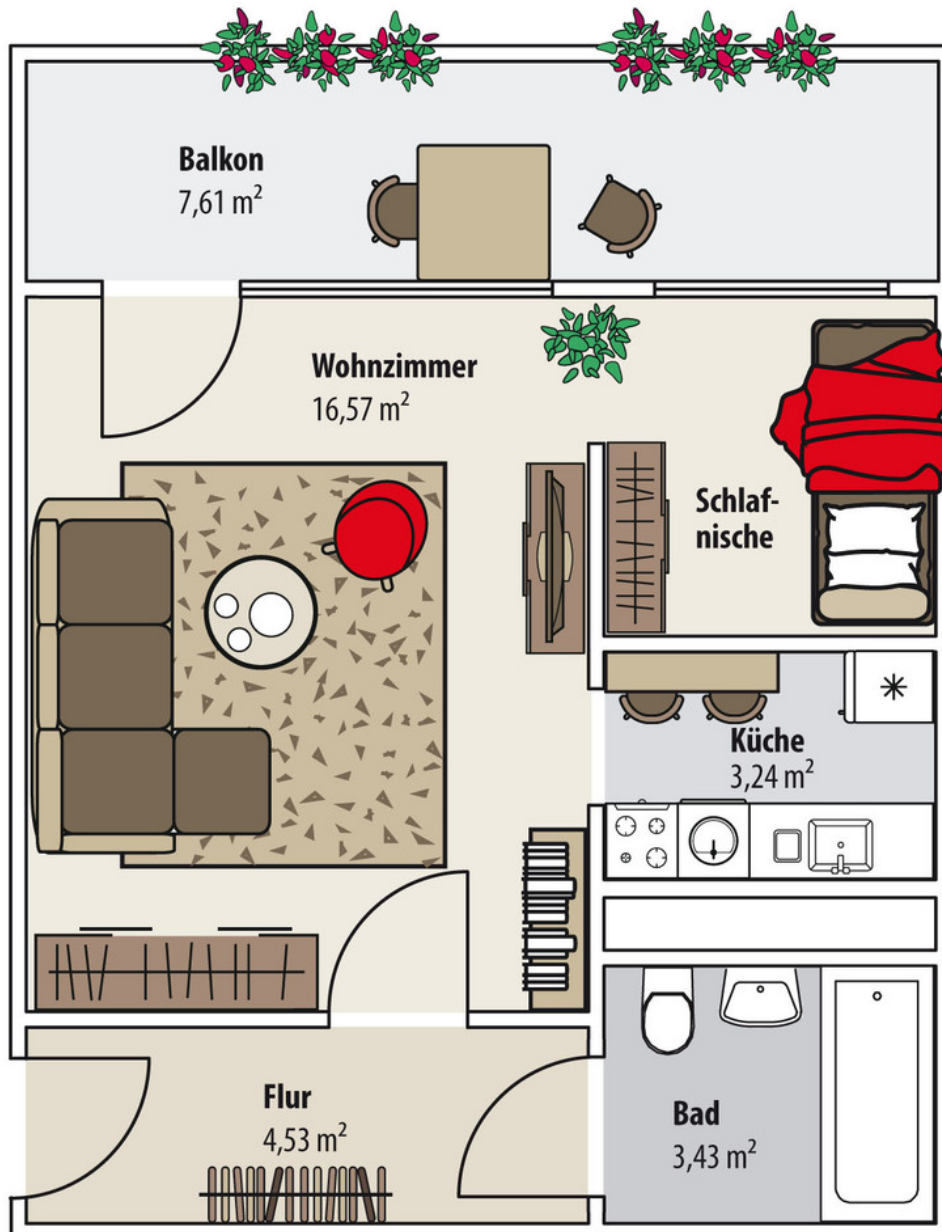 Balkon
7,61 m²
Wohnzimmer
16,57 m²
Schlaf-
nische
Küche
3,24 m²
Flur
4,53 m²
Bad
3,43 m²